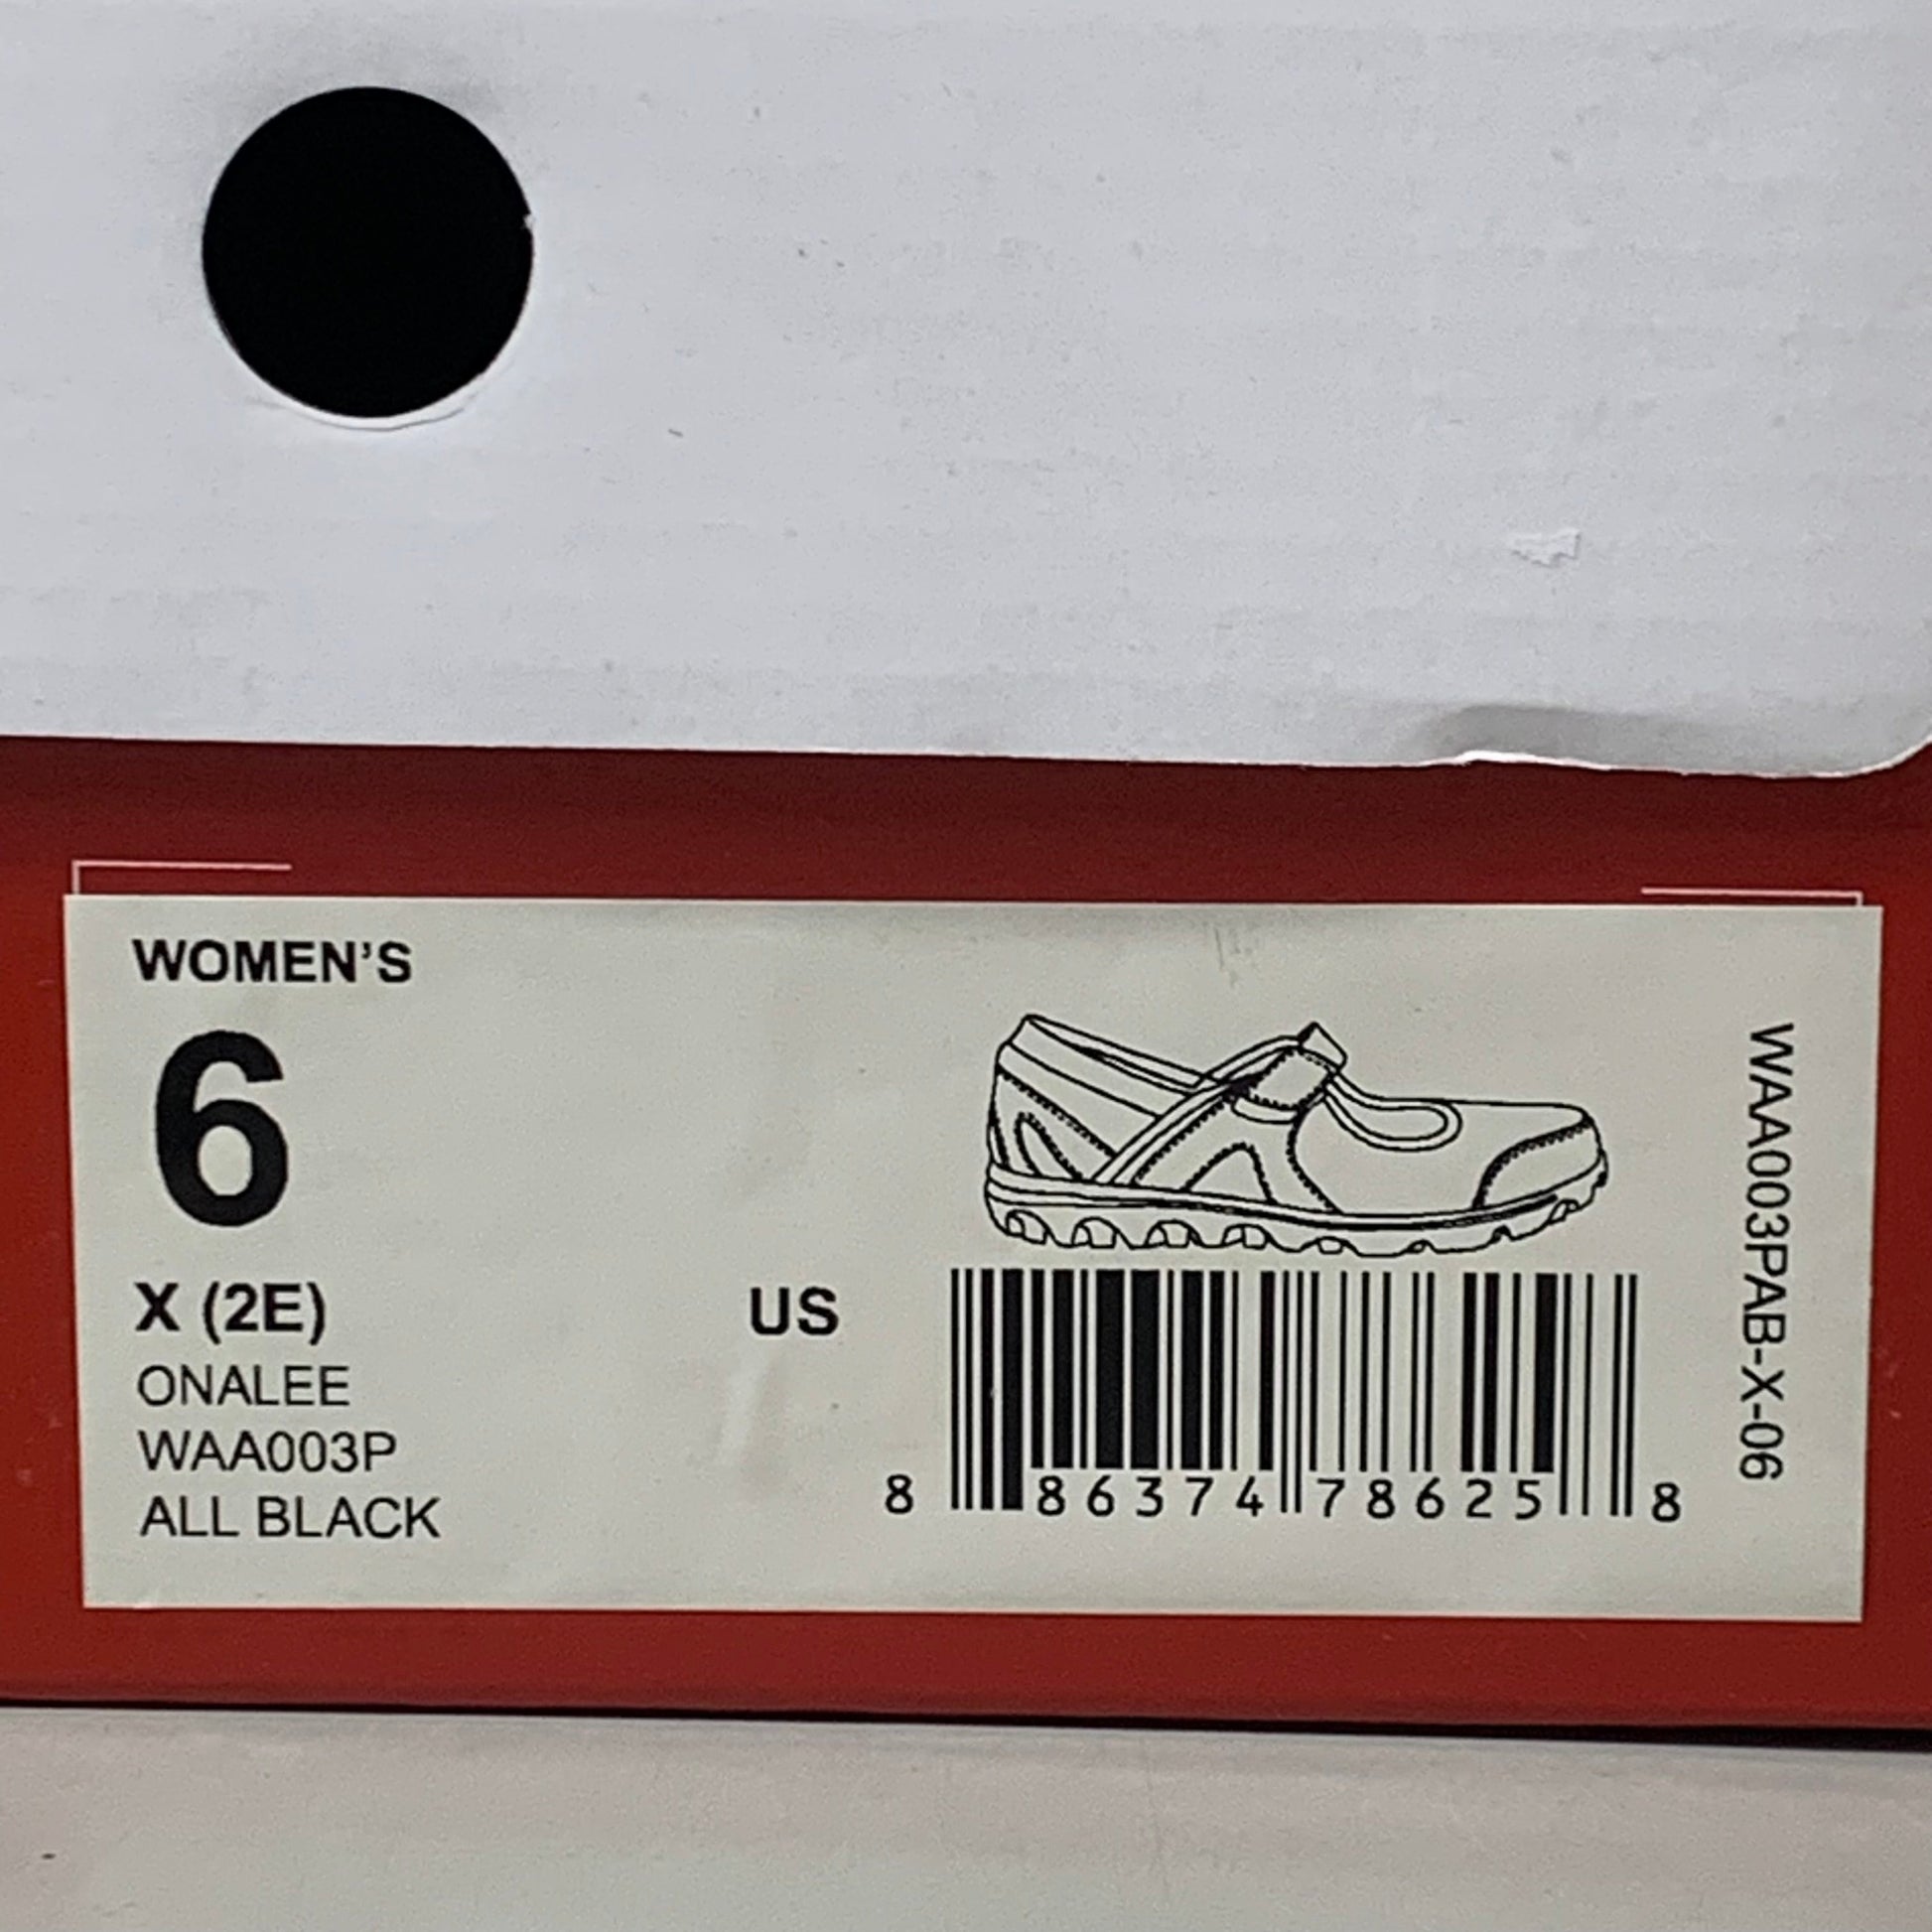 WOMEN'S
6
X (2E)
US
ONALEE
WAA003P
ALL BLACK
8 86374 78625 8
WAA003PAB-X-06